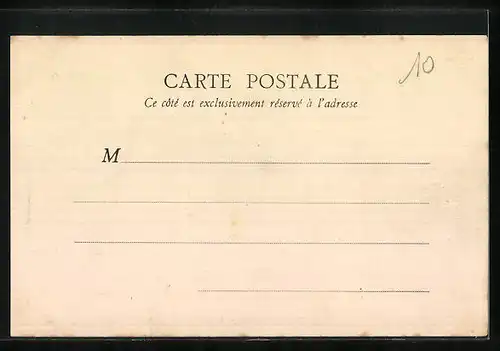 10
CARTE POSTALE
Ce côté est exclusivement réservé à l'adresse
M